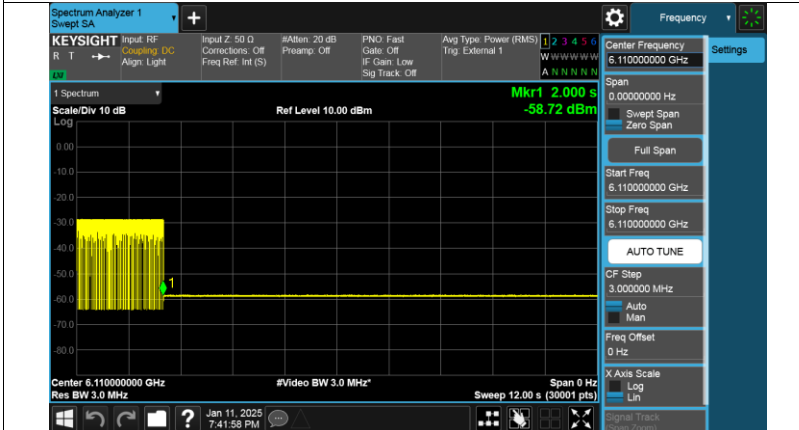 Spectrum Analyzer 1
Swept SA
+
Frequency
KEYSIGHT
R T
LXI
Input: RF
Coupling: DC
Align: Light
Input Z: 50 Ω
Corrections: Off
Freq Ref: Int (S)
#Atten: 20 dB
Preamp: Off
PNO: Fast
Gate: Off
IF Gain: Low
Sig Track: Off
Avg Type: Power (RMS)
Trig: External 1
1 2 3 4 5 6
W W W W W W
A N N N N N
1 Spectrum
Scale/Div 10 dB
Ref Level 10.00 dBm
Mkr1 2.000 s
-58.72 dBm
Log
0.00
-10.0
-20.0
-30.0
-40.0
-50.0
-60.0
-70.0
-80.0
1
Center 6.110000000 GHz
Res BW 3.0 MHz
#Video BW 3.0 MHz*
Span 0 Hz
Sweep 12.00 s (30001 pts)
?
Jan 11, 2025
7:41:58 PM
Center Frequency
6.110000000 GHz
Span
0.00000000 Hz
Swept Span
Zero Span
Full Span
Start Freq
6.110000000 GHz
Stop Freq
6.110000000 GHz
AUTO TUNE
CF Step
3.000000 MHz
Auto
Man
Freq Offset
0 Hz
X Axis Scale
Log
Lin
Signal Track
(Span Zoom)
Settings